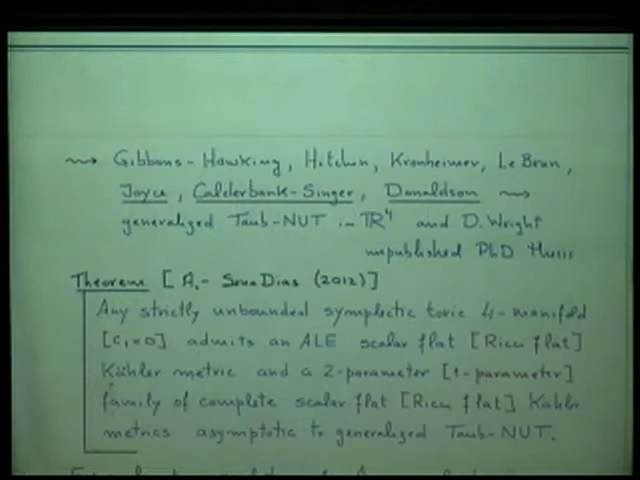 ⇝ Gibbons-Hawking, Hitchin, Kronheimer, LeBrun,
Joyce, Calderbank-Singer, Donaldson ⇝
generalized Taub-NUT in ℝ⁴ and D. Wright
unpublished PhD Thesis
Theorem [A.- Sena Dias (2012)]
Any strictly unbounded symplectic toric 4-manifold
[c₁=0] admits an ALE scalar flat [Ricci flat]
Kähler metric and a 2-parameter [1-parameter]
family of complete scalar flat [Ricci flat] Kähler
metrics asymptotic to generalized Taub-NUT.